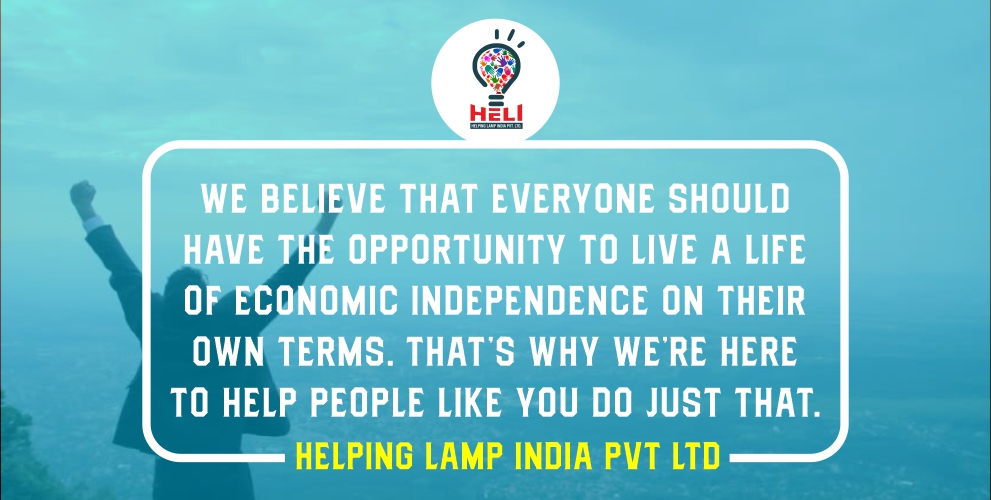 HELI
HELPING LAMP INDIA PVT. LTD
WE BELIEVE THAT EVERYONE SHOULD
HAVE THE OPPORTUNITY TO LIVE A LIFE
OF ECONOMIC INDEPENDENCE ON THEIR
OWN TERMS. THAT'S WHY WE'RE HERE
TO HELP PEOPLE LIKE YOU DO JUST THAT.
HELPING LAMP INDIA PVT LTD